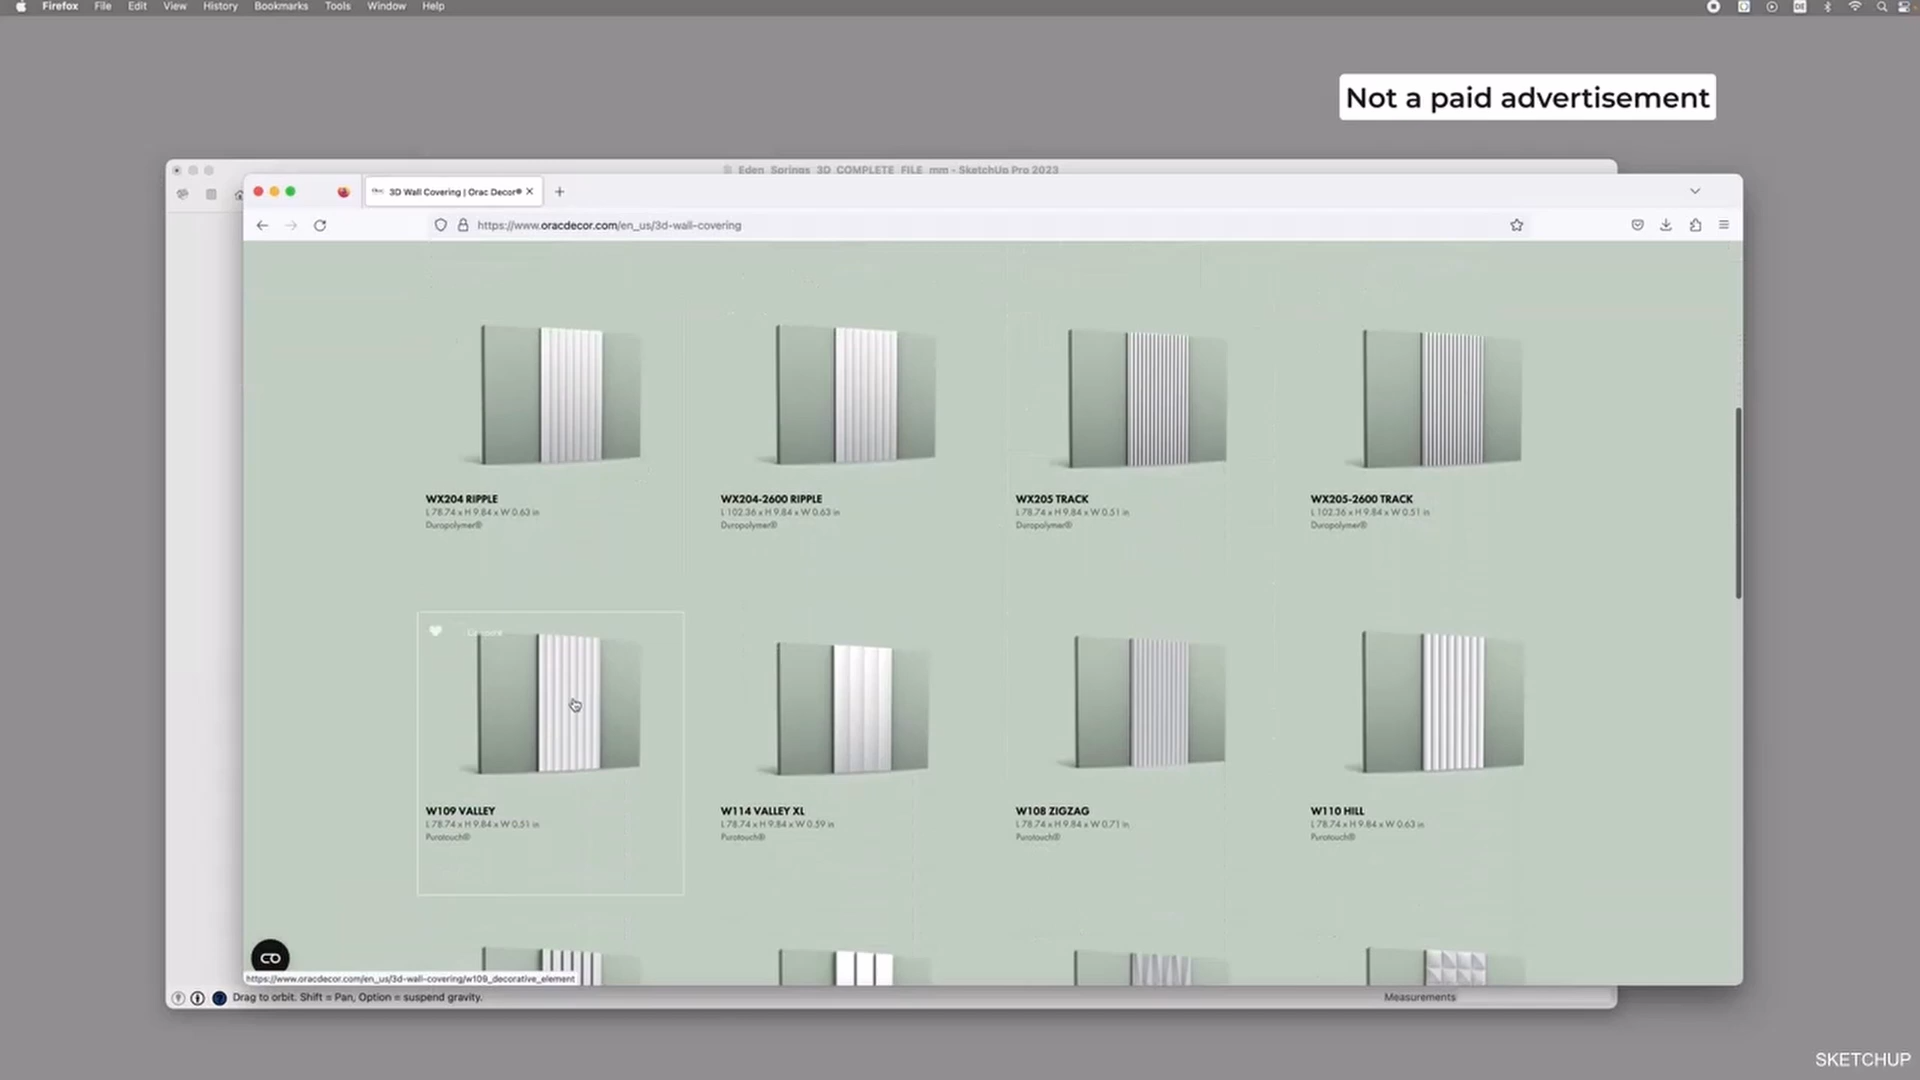 Firefox File Edit View History Bookmarks Tools Window Help
Not a paid advertisement
Eden_Springs_3D_COMPLETE_FILE_mm - SketchUp Pro 2023
3D Wall Covering | Orac Decor®
https://www.oracdecor.com/en_us/3d-wall-covering
WX204 RIPPLE
L 78.74 x H 9.84 x W 0.63 in
Duropolymer®
WX204-2600 RIPPLE
L 102.36 x H 9.84 x W 0.63 in
Duropolymer®
WX205 TRACK
L 78.74 x H 9.84 x W 0.51 in
Duropolymer®
WX205-2600 TRACK
L 102.36 x H 9.84 x W 0.51 in
Duropolymer®
Compare
W109 VALLEY
L 78.74 x H 9.84 x W 0.51 in
Purotouch®
W114 VALLEY XL
L 78.74 x H 9.84 x W 0.59 in
Purotouch®
W108 ZIGZAG
L 78.74 x H 9.84 x W 0.71 in
Purotouch®
W110 HILL
L 78.74 x H 9.84 x W 0.63 in
Purotouch®
https://www.oracdecor.com/en_us/3d-wall-covering/w109_decorative_element
Drag to orbit. Shift = Pan, Option = suspend gravity.
Measurements
SKETCHUP